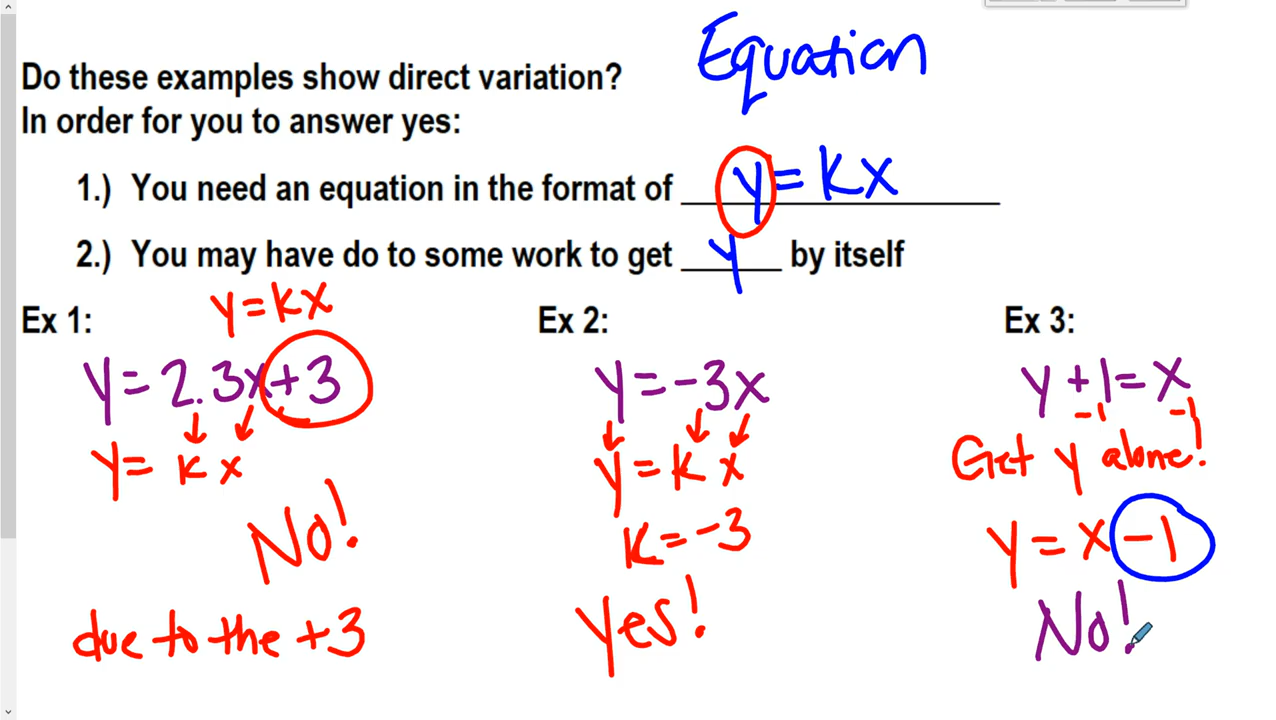 Equation
Do these examples show direct variation?
In order for you to answer yes:
1.) You need an equation in the format of y = kx
2.) You may have do to some work to get y by itself
Ex 1:
y = kx
y = 2.3x + 3
y = k x
No!
due to the +3
Ex 2:
y = -3x
y = k x
k = -3
Yes!
Ex 3:
y + 1 = x
-1 -1
Get y alone!
y = x - 1
No!